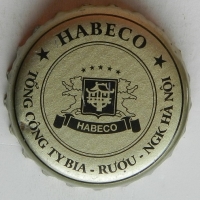 HABECO
HABECO
TỔNG CÔNG TY BIA - RƯỢU - NGK HÀ NỘI